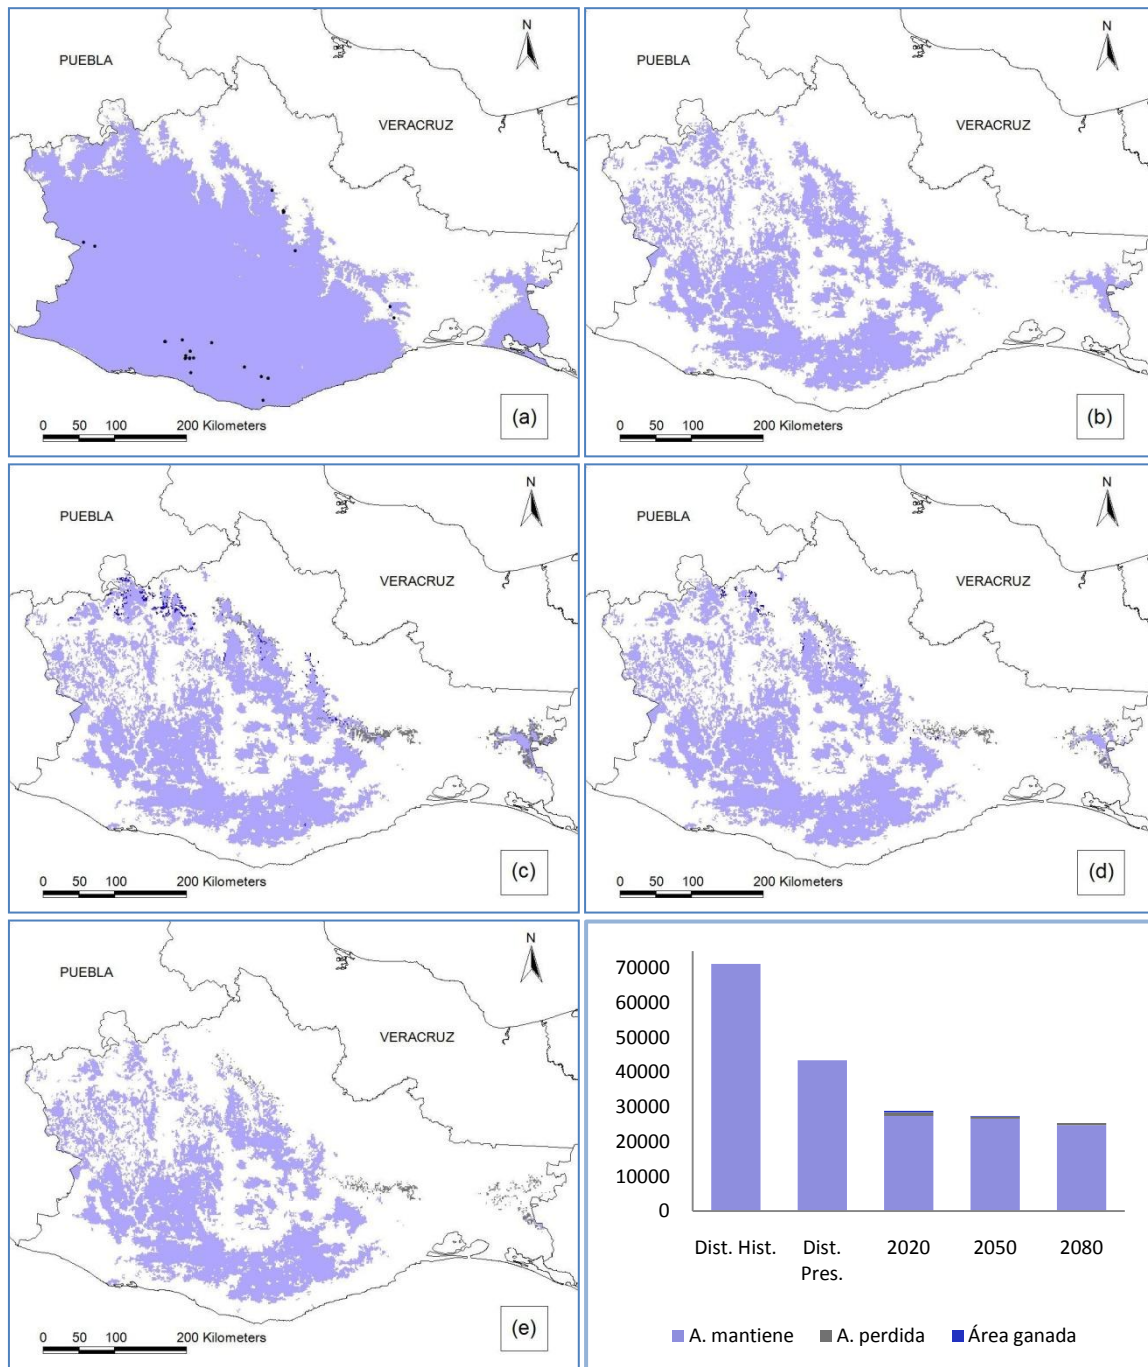 N
PUEBLA
VERACRUZ
0 50 100 200 Kilometers
(a)
N
PUEBLA
VERACRUZ
0 50 100 200 Kilometers
(b)
N
PUEBLA
VERACRUZ
0 50 100 200 Kilometers
(c)
N
PUEBLA
VERACRUZ
0 50 100 200 Kilometers
(d)
N
PUEBLA
VERACRUZ
0 50 100 200 Kilometers
(e)
70000
60000
50000
40000
30000
20000
10000
0
Dist. Hist.
Dist.
Pres.
2020
2050
2080
A. mantiene
A. perdida
Área ganada